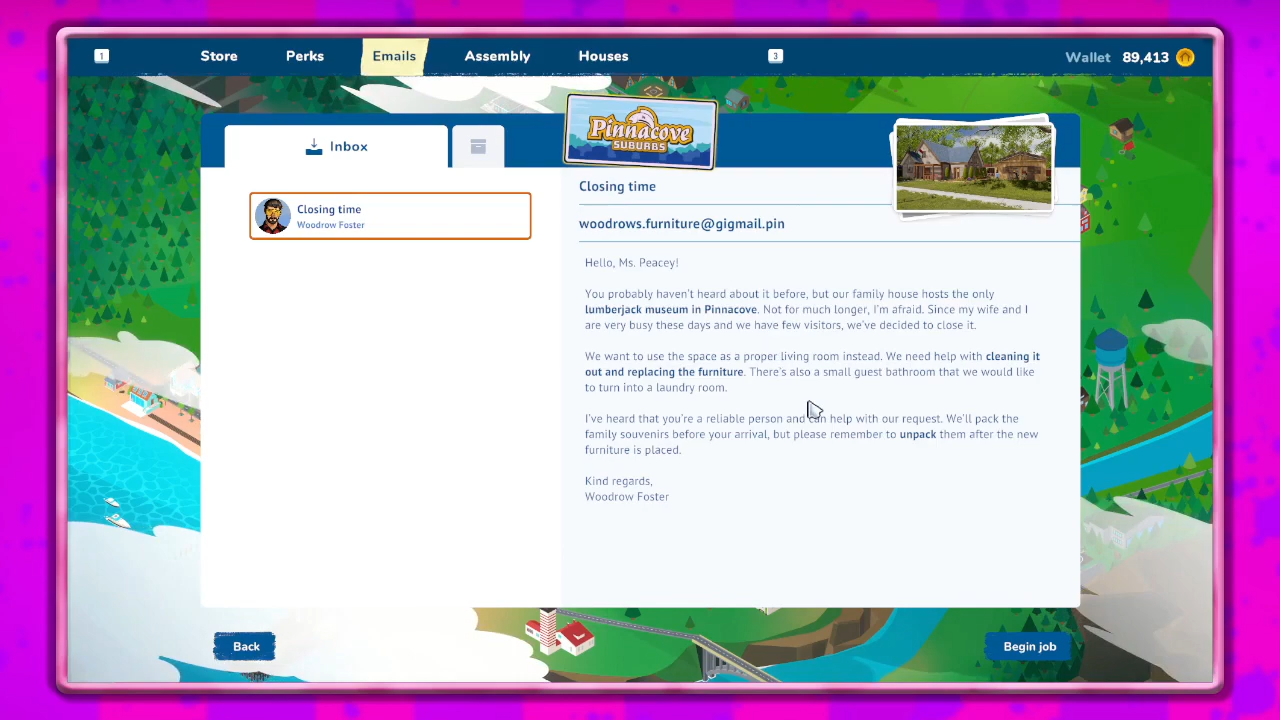 1
Store
Perks
Emails
Assembly
Houses
3
Wallet 89,413
Inbox
Pinnacove
SUBURBS
Closing time
Woodrow Foster
Closing time
woodrows.furniture@gigmail.pin
Hello, Ms. Peacey!
You probably haven't heard about it before, but our family house hosts the only
lumberjack museum in Pinnacove. Not for much longer, I'm afraid. Since my wife and I
are very busy these days and we have few visitors, we've decided to close it.
We want to use the space as a proper living room instead. We need help with cleaning it
out and replacing the furniture. There's also a small guest bathroom that we would like
to turn into a laundry room.
I've heard that you're a reliable person and can help with our request. We'll pack the
family souvenirs before your arrival, but please remember to unpack them after the new
furniture is placed.
Kind regards,
Woodrow Foster
Back
Begin job